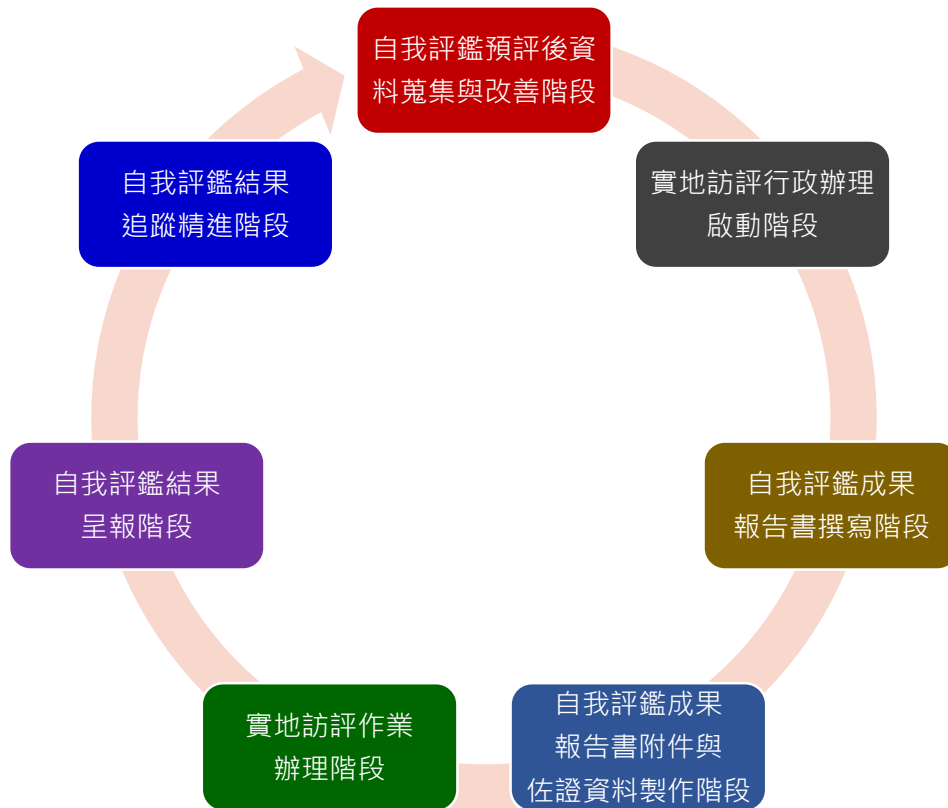 自我評鑑預評後資
料蒐集與改善階段
實地訪評行政辦理
啟動階段
自我評鑑成果
報告書撰寫階段
自我評鑑成果
報告書附件與
佐證資料製作階段
實地訪評作業
辦理階段
自我評鑑結果
呈報階段
自我評鑑結果
追蹤精進階段